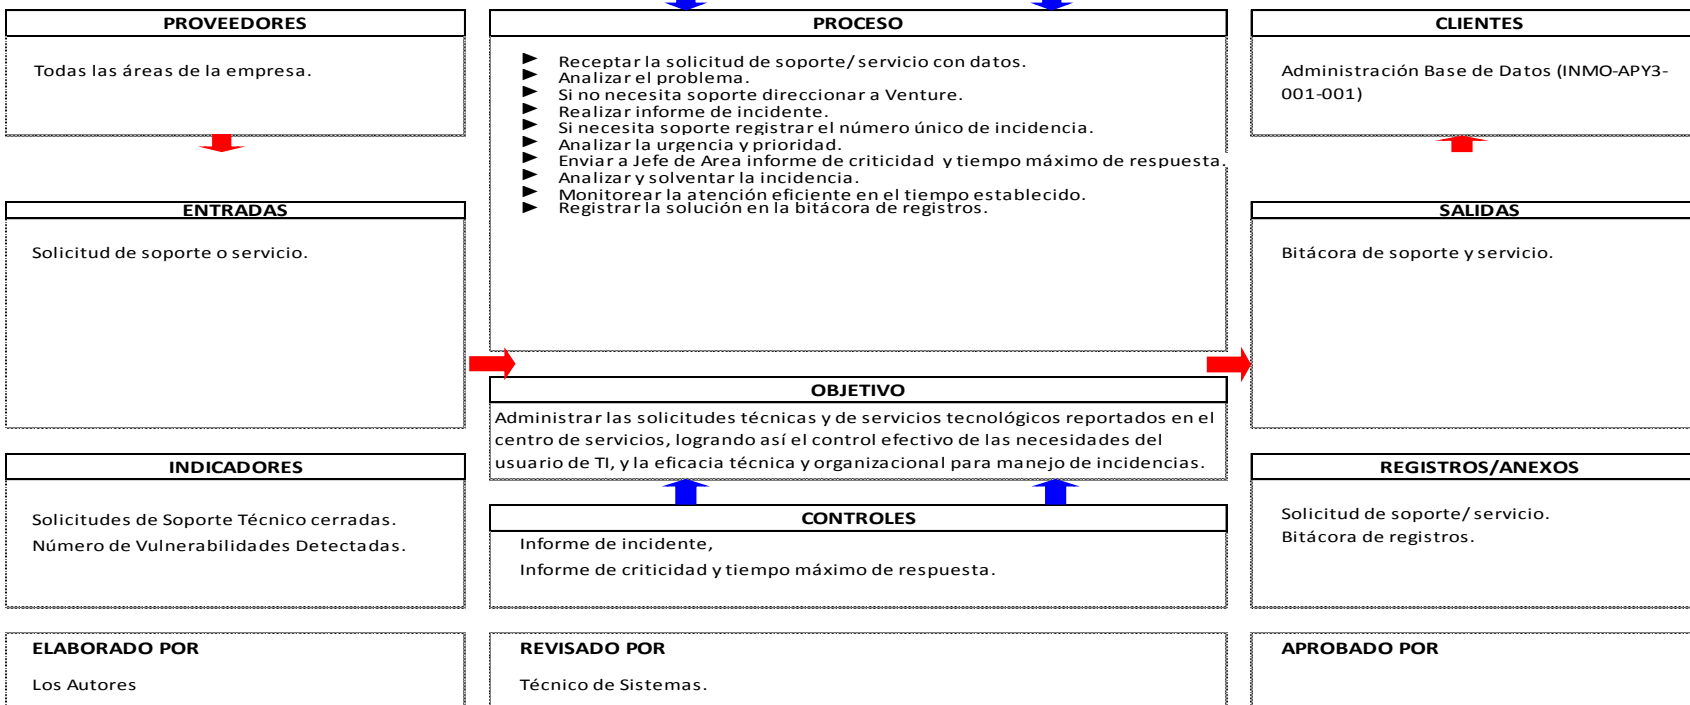 PROVEEDORES
Todas las áreas de la empresa.
PROCESO
Receptar la solicitud de soporte/servicio con datos.
Analizar el problema.
Si no necesita soporte direccionar a Venture.
Realizar informe de incidente.
Si necesita soporte registrar el número único de incidencia.
Analizar la urgencia y prioridad.
Enviar a Jefe de Area informe de criticidad y tiempo máximo de respuesta.
Analizar y solventar la incidencia.
Monitorear la atención eficiente en el tiempo establecido.
Registrar la solución en la bitácora de registros.
CLIENTES
Administración Base de Datos (INMO-APY3-
001-001)
ENTRADAS
Solicitud de soporte o servicio.
SALIDAS
Bitácora de soporte y servicio.
OBJETIVO
Administrar las solicitudes técnicas y de servicios tecnológicos reportados en el
centro de servicios, logrando así el control efectivo de las necesidades del
usuario de TI, y la eficacia técnica y organizacional para manejo de incidencias.
INDICADORES
Solicitudes de Soporte Técnico cerradas.
Número de Vulnerabilidades Detectadas.
CONTROLES
Informe de incidente,
Informe de criticidad y tiempo máximo de respuesta.
REGISTROS/ANEXOS
Solicitud de soporte/servicio.
Bitácora de registros.
ELABORADO POR
Los Autores
REVISADO POR
Técnico de Sistemas.
APROBADO POR